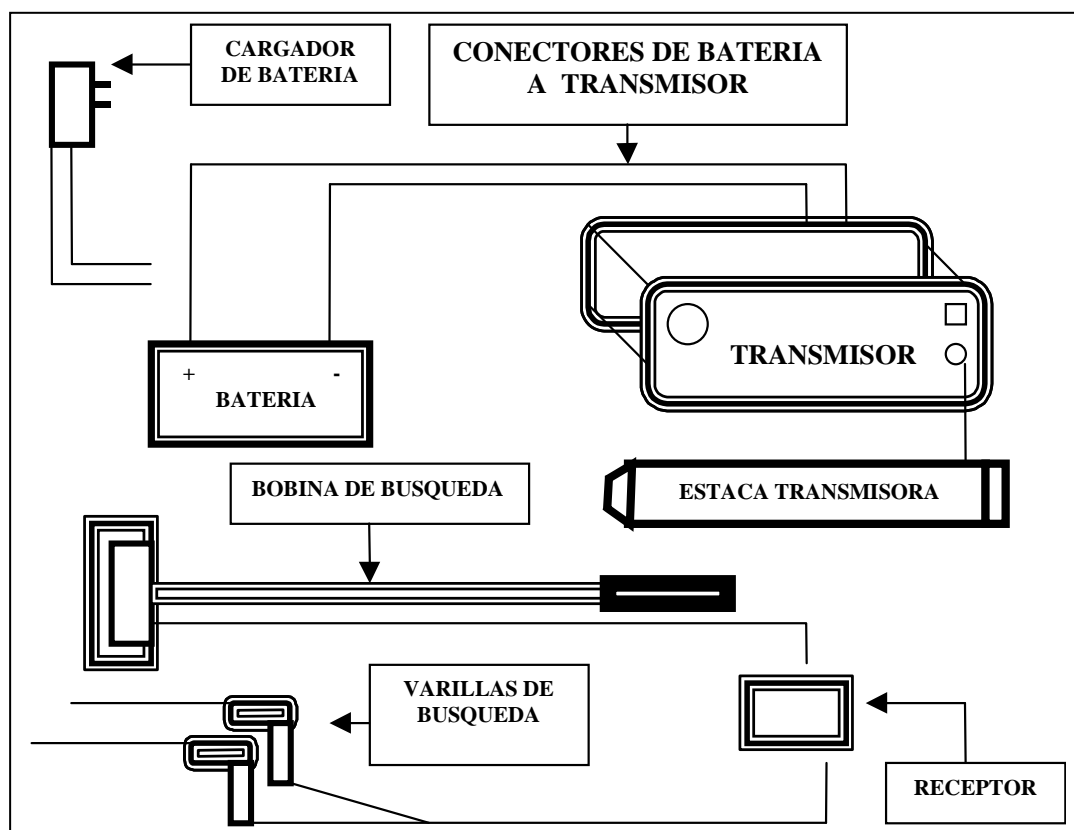 CARGADOR
DE BATERIA
CONECTORES DE BATERIA
A TRANSMISOR
TRANSMISOR
+ -
BATERIA
BOBINA DE BUSQUEDA
ESTACA TRANSMISORA
VARILLAS DE
BUSQUEDA
RECEPTOR